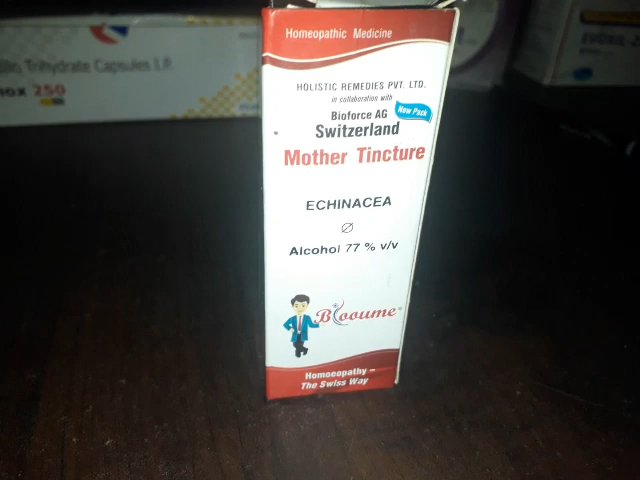 Homeopathic Medicine
HOLISTIC REMEDIES PVT. LTD.
in collaboration with
Bioforce AG
New Pack
Switzerland
Mother Tincture
ECHINACEA
Ø
Alcohol 77 % v/v
Blooume®
Homoeopathy –
The Swiss Way
Trihydrate Capsules I.P.
250